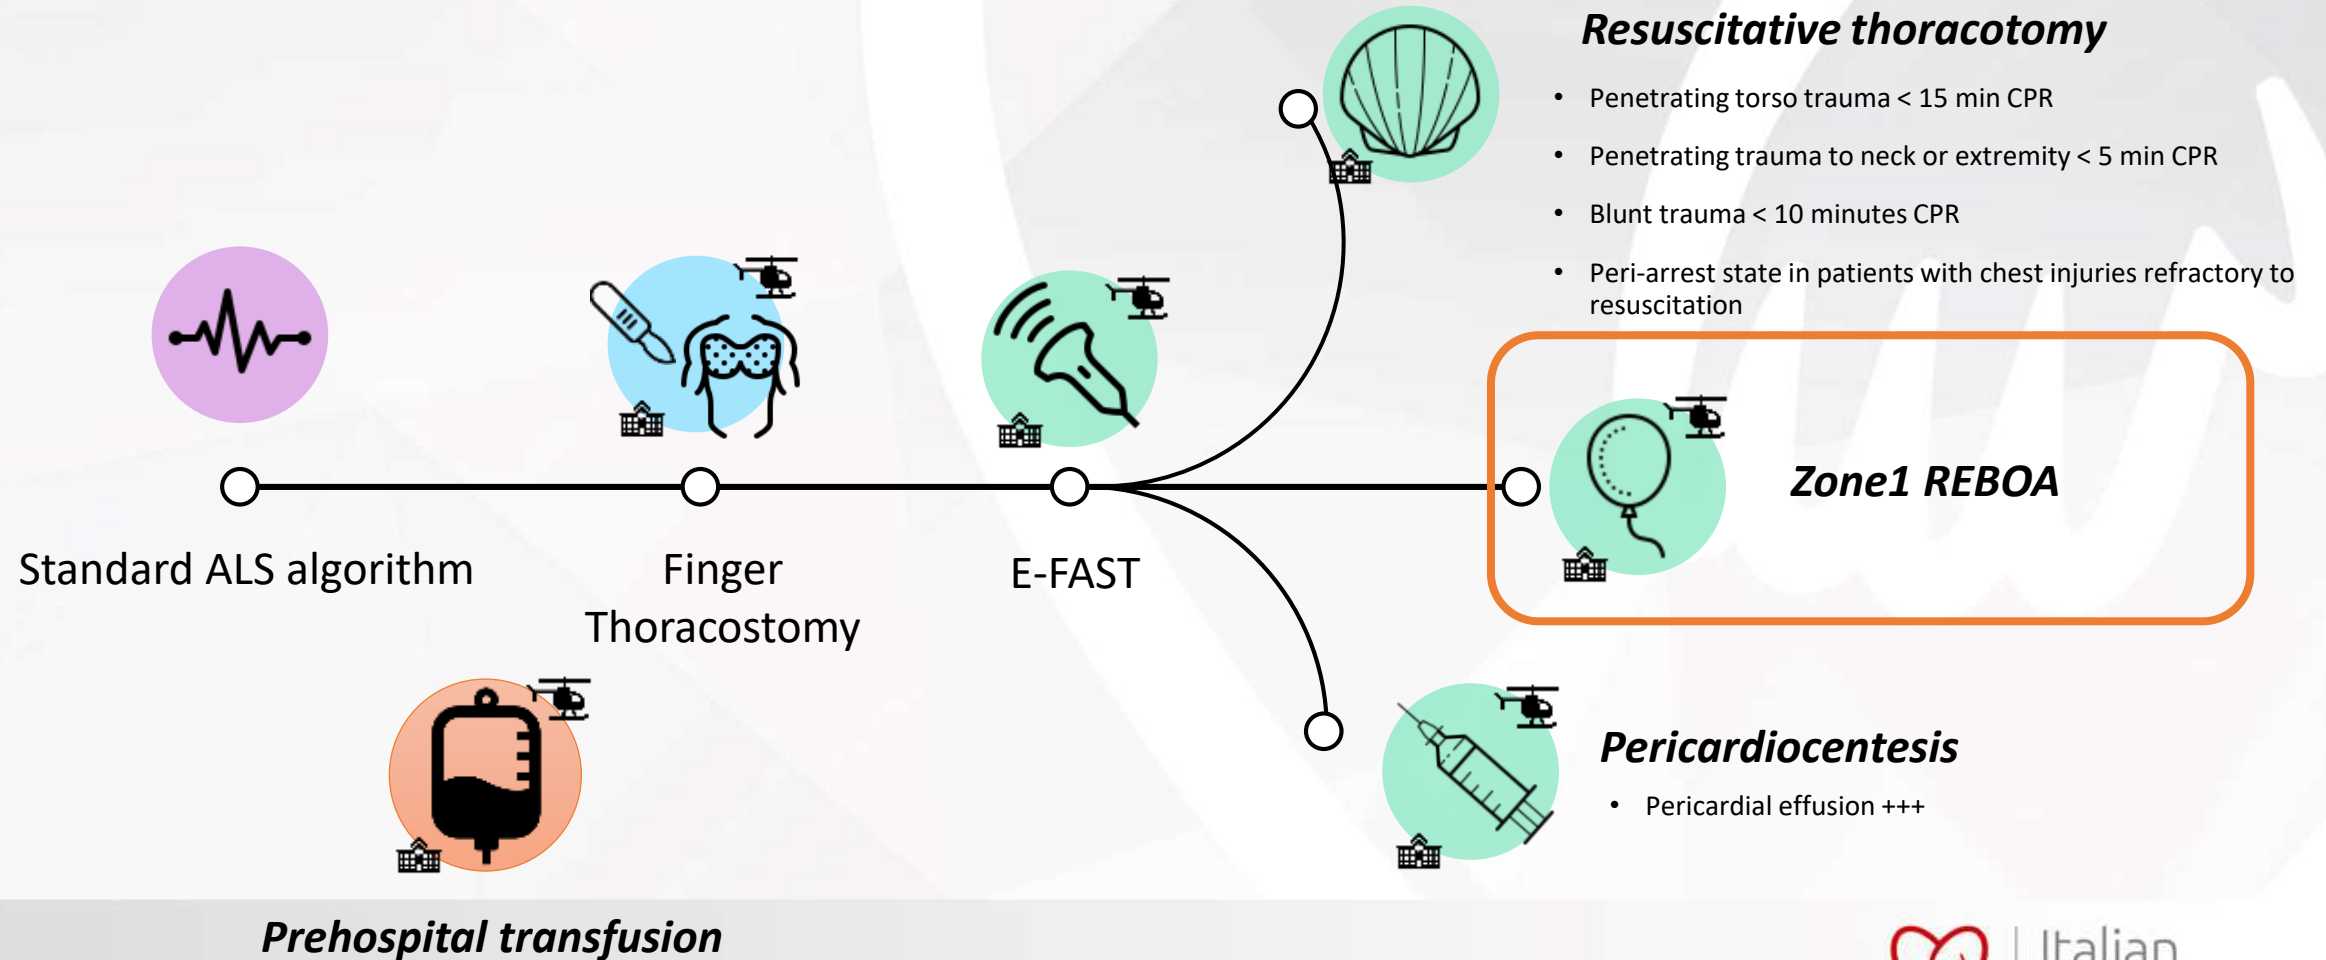 Resuscitative thoracotomy
• Penetrating torso trauma < 15 min CPR
• Penetrating trauma to neck or extremity < 5 min CPR
• Blunt trauma < 10 minutes CPR
• Peri-arrest state in patients with chest injuries refractory to
resuscitation
Zone1 REBOA
Standard ALS algorithm
Finger
Thoracostomy
E-FAST
Pericardiocentesis
• Pericardial effusion +++
Prehospital transfusion
Italian